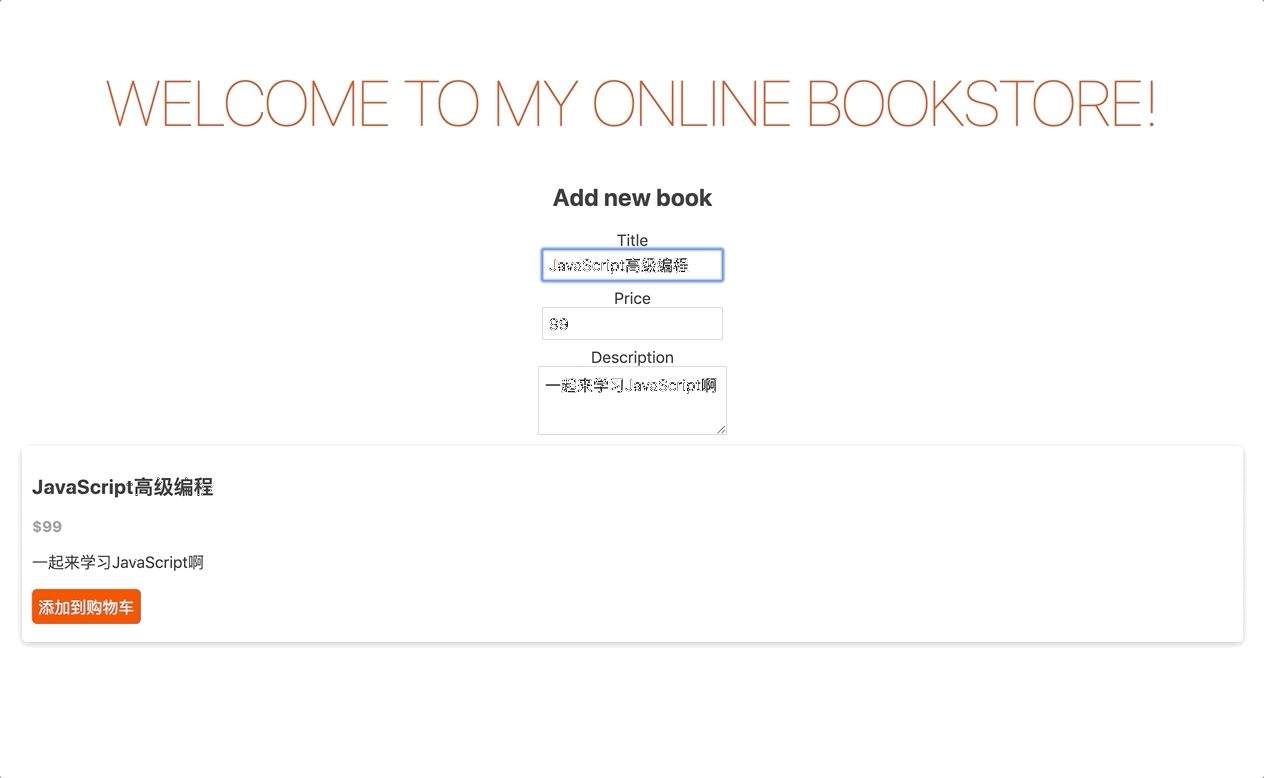 WELCOME TO MY ONLINE BOOKSTORE!
Add new book
Title
JavaScript高级编程
Price
99
Description
一起来学习JavaScript啊
JavaScript高级编程
$99
一起来学习JavaScript啊
添加到购物车